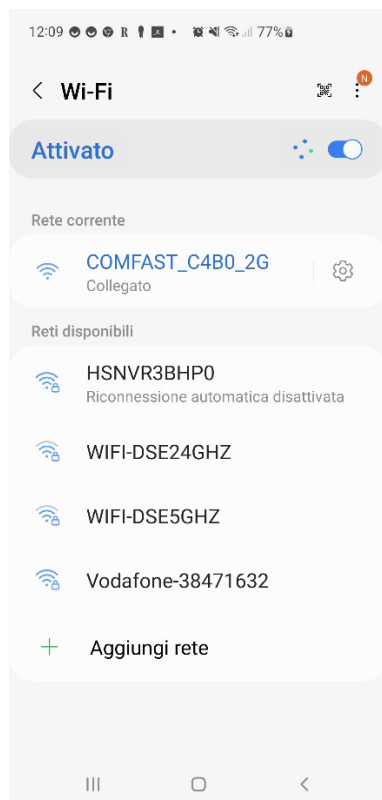 12:09 R 77%
Wi-Fi
N
Attivato
Rete corrente
COMFAST_C4B0_2G
Collegato
Reti disponibili
HSNVR3BHP0
Riconnessione automatica disattivata
WIFI-DSE24GHZ
WIFI-DSE5GHZ
Vodafone-38471632
Aggiungi rete